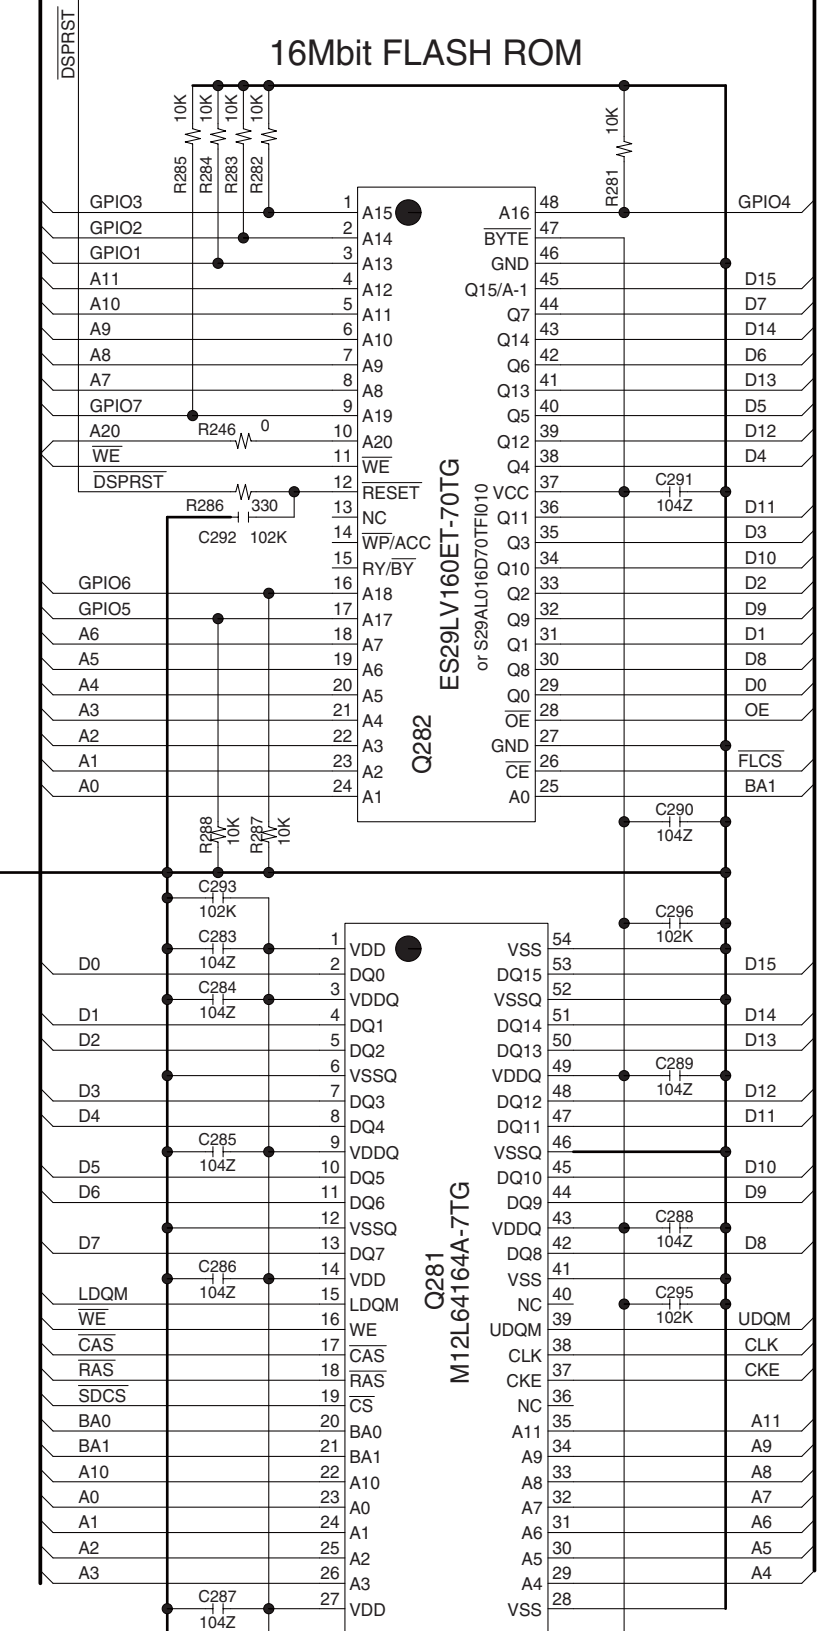 DSPRST
16Mbit FLASH ROM
10K 10K 10K 10K 10K
R285 R284 R283 R282 R281
GPIO3 1 A15 A16 48 GPIO4
GPIO2 2 A14 BYTE 47
GPIO1 3 A13 GND 46
A11 4 A12 Q15/A-1 45 D15
A10 5 A11 Q7 44 D7
A9 6 A10 Q14 43 D14
A8 7 A9 Q6 42 D6
A7 8 A8 Q13 41 D13
GPIO7 9 A19 Q5 40 D5
A20 R246 0 10 A20 Q12 39 D12
WE 11 WE Q4 38 D4
DSPRST 12 RESET VCC 37 C291 104Z
R286 330 13 NC Q11 36 D11
C292 102K 14 WP/ACC Q3 35 D3
15 RY/BY Q10 34 D10
GPIO6 16 A18 Q2 33 D2
GPIO5 17 A17 Q9 32 D9
A6 18 A7 Q1 31 D1
A5 19 A6 Q8 30 D8
A4 20 A5 Q0 29 D0
A3 21 A4 OE 28 OE
A2 22 A3 GND 27
A1 23 A2 CE 26 FLCS
A0 24 A1 A0 25 BA1
Q282
ES29LV160ET-70TG
or S29AL016D70TFI010
C290
104Z
R288 10K R287 10K
C293
102K
C296
102K
C283 104Z 1 VDD VSS 54
D0 2 DQ0 DQ15 53 D15
C284 104Z 3 VDDQ VSSQ 52
D1 4 DQ1 DQ14 51 D14
D2 5 DQ2 DQ13 50 D13
6 VSSQ VDDQ 49 C289 104Z
D3 7 DQ3 DQ12 48 D12
D4 8 DQ4 DQ11 47 D11
C285 104Z 9 VDDQ VSSQ 46
D5 10 DQ5 DQ10 45 D10
D6 11 DQ6 DQ9 44 D9
12 VSSQ VDDQ 43 C288 104Z
D7 13 DQ7 DQ8 42 D8
C286 104Z 14 VDD VSS 41
LDQM 15 LDQM NC 40 C295 102K
WE 16 WE UDQM 39 UDQM
CAS 17 CAS CLK 38 CLK
RAS 18 RAS CKE 37 CKE
SDCS 19 CS NC 36
BA0 20 BA0 A11 35 A11
BA1 21 BA1 A9 34 A9
A10 22 A10 A8 33 A8
A0 23 A0 A7 32 A7
A1 24 A1 A6 31 A6
A2 25 A2 A5 30 A5
A3 26 A3 A4 29 A4
C287 104Z 27 VDD VSS 28
Q281
M12L64164A-7TG